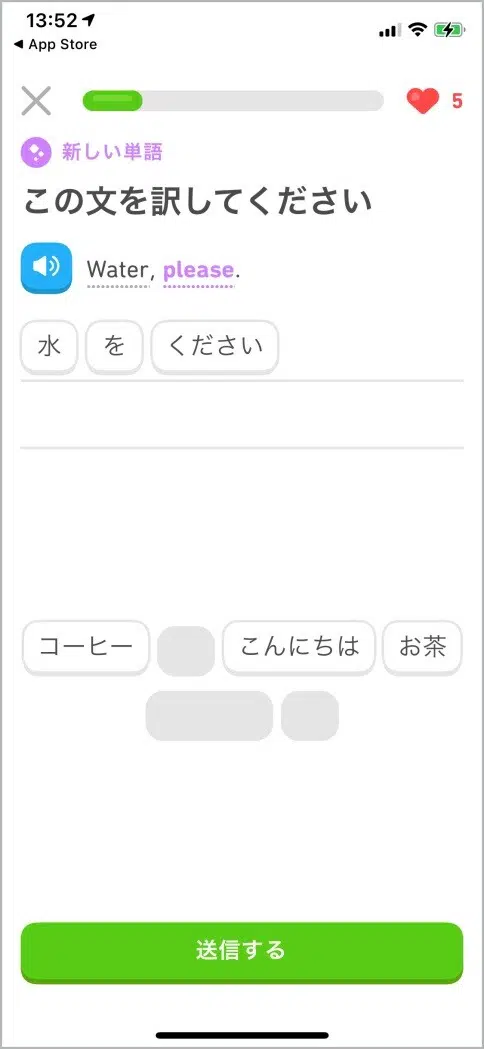 13:52
◀ App Store
5
新しい単語
この文を訳してください
Water, please.
水 を ください
コーヒー こんにちは お茶
送信する